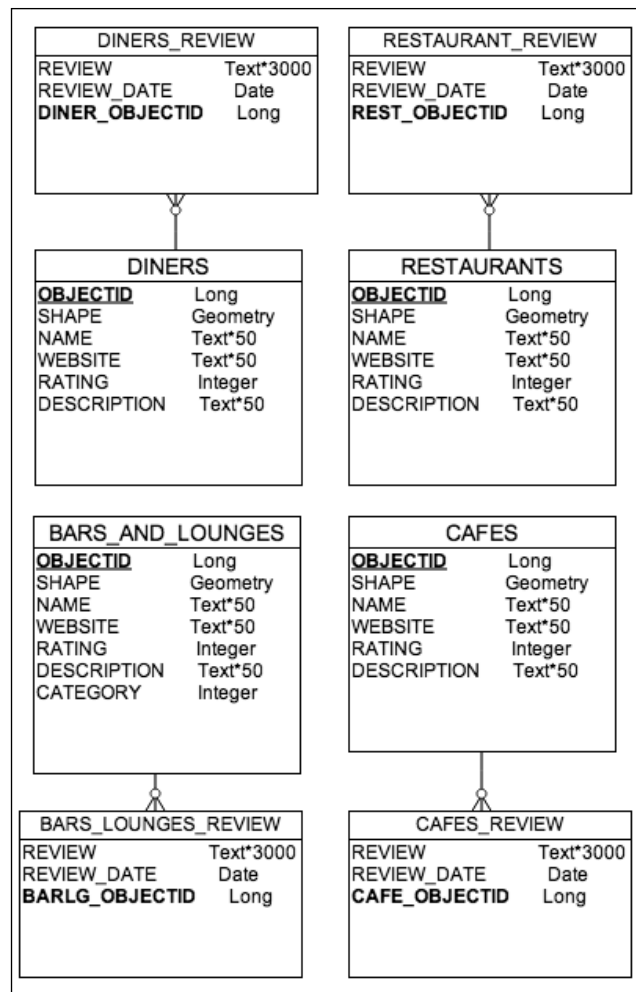 DINERS_REVIEW
REVIEW Text*3000
REVIEW_DATE Date
DINER_OBJECTID Long
RESTAURANT_REVIEW
REVIEW Text*3000
REVIEW_DATE Date
REST_OBJECTID Long
DINERS
OBJECTID Long
SHAPE Geometry
NAME Text*50
WEBSITE Text*50
RATING Integer
DESCRIPTION Text*50
RESTAURANTS
OBJECTID Long
SHAPE Geometry
NAME Text*50
WEBSITE Text*50
RATING Integer
DESCRIPTION Text*50
BARS_AND_LOUNGES
OBJECTID Long
SHAPE Geometry
NAME Text*50
WEBSITE Text*50
RATING Integer
DESCRIPTION Text*50
CATEGORY Integer
CAFES
OBJECTID Long
SHAPE Geometry
NAME Text*50
WEBSITE Text*50
RATING Integer
DESCRIPTION Text*50
BARS_LOUNGES_REVIEW
REVIEW Text*3000
REVIEW_DATE Date
BARLG_OBJECTID Long
CAFES_REVIEW
REVIEW Text*3000
REVIEW_DATE Date
CAFE_OBJECTID Long